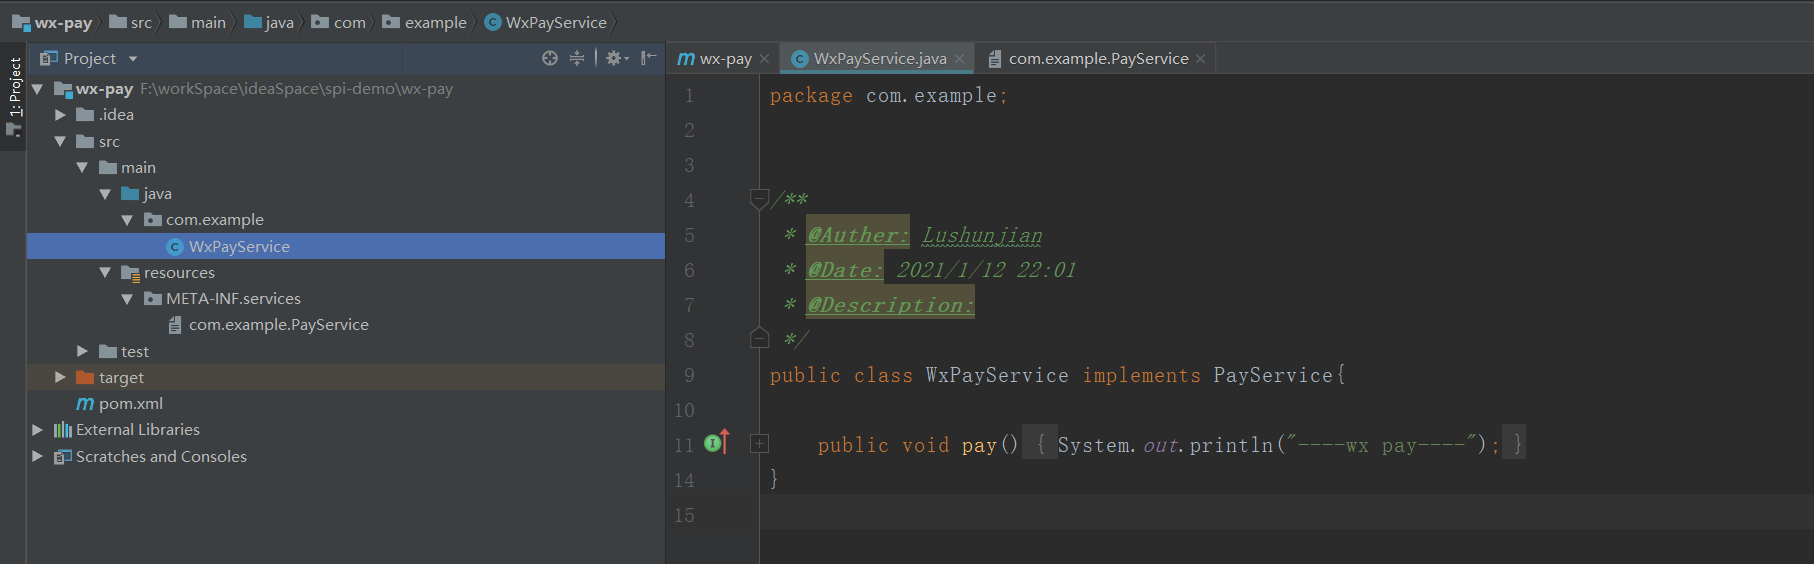 wx-pay src main java com example WxPayService
1: Project
Project
wx-pay F:\workSpace\ideaSpace\spi-demo\wx-pay
.idea
src
main
java
com.example
WxPayService
resources
META-INF.services
com.example.PayService
test
target
pom.xml
External Libraries
Scratches and Consoles
wx-pay WxPayService.java com.example.PayService
1 package com.example;
2
3
4 /**
5 * @Auther: Lushunjian
6 * @Date: 2021/1/12 22:01
7 * @Description:
8 */
9 public class WxPayService implements PayService{
10
11 public void pay() { System.out.println("----wx pay----"); }
14 }
15